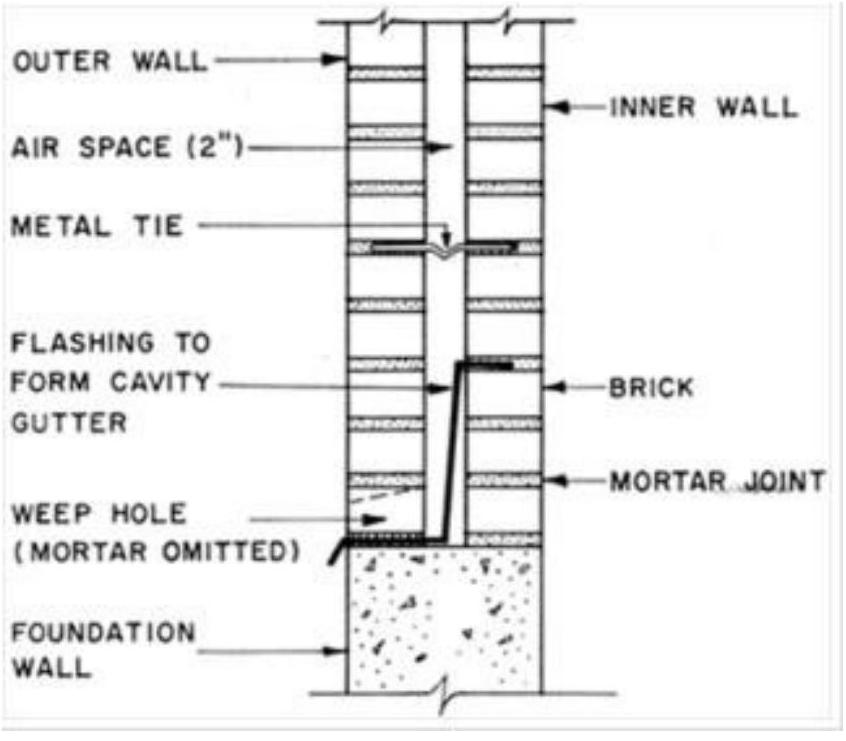 OUTER WALL
INNER WALL
AIR SPACE (2")
METAL TIE
FLASHING TO
FORM CAVITY
GUTTER
BRICK
MORTAR JOINT
WEEP HOLE
(MORTAR OMITTED)
FOUNDATION
WALL